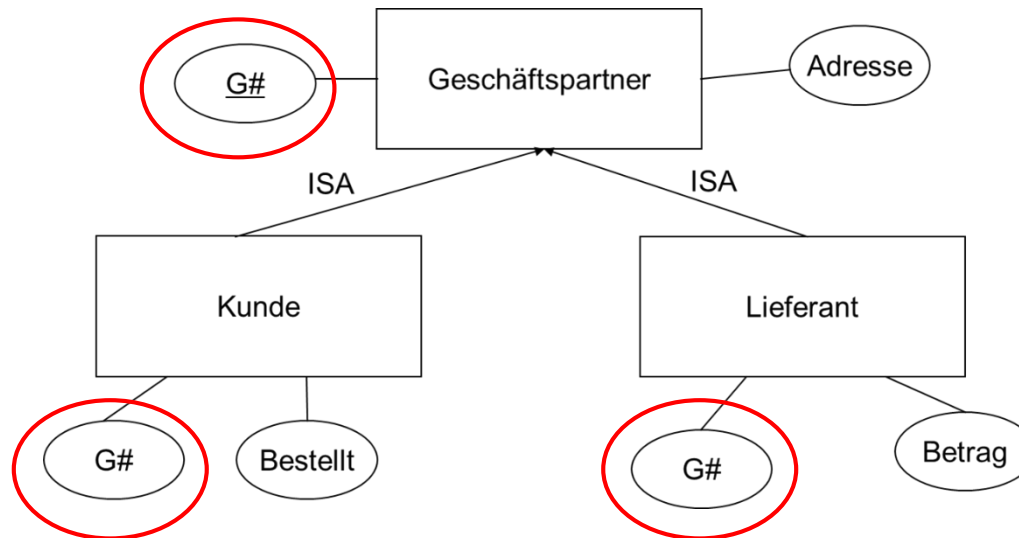 G#
Geschäftspartner
Adresse
ISA
ISA
Kunde
Lieferant
G#
Bestellt
G#
Betrag